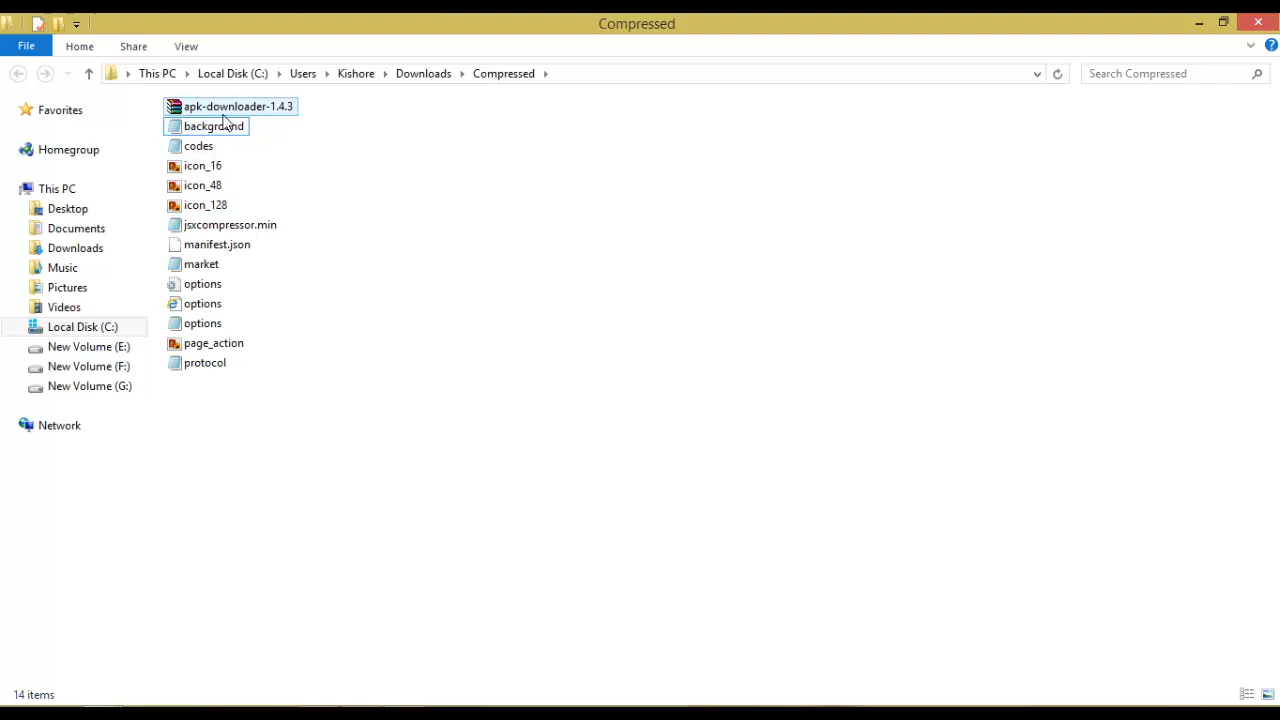 Compressed
File Home Share View
This PC Local Disk (C:) Users Kishore Downloads Compressed Search Compressed
Favorites
Homegroup
This PC
Desktop
Documents
Downloads
Music
Pictures
Videos
Local Disk (C:)
New Volume (E:)
New Volume (F:)
New Volume (G:)
Network
apk-downloader-1.4.3
background
codes
icon_16
icon_48
icon_128
jsxcompressor.min
manifest.json
market
options
options
options
page_action
protocol
14 items